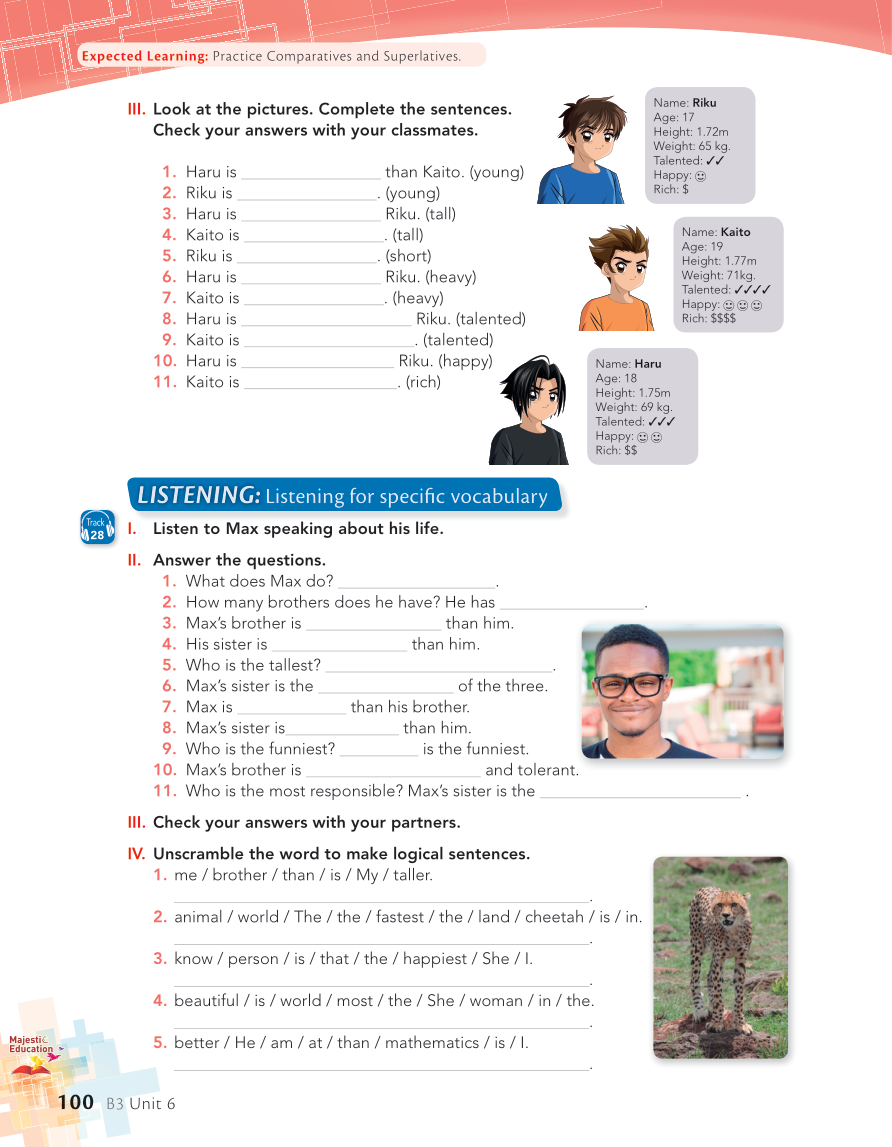 Expected Learning: Practice Comparatives and Superlatives.
III. Look at the pictures. Complete the sentences.
Check your answers with your classmates.
1. Haru is ________________ than Kaito. (young)
2. Riku is ________________. (young)
3. Haru is ________________ Riku. (tall)
4. Kaito is ________________. (tall)
5. Riku is ________________. (short)
6. Haru is ________________ Riku. (heavy)
7. Kaito is ________________. (heavy)
8. Haru is ____________________ Riku. (talented)
9. Kaito is ____________________. (talented)
10. Haru is __________________ Riku. (happy)
11. Kaito is __________________. (rich)
Name: Riku
Age: 17
Height: 1.72m
Weight: 65 kg.
Talented: ✓✓
Happy: ☺
Rich: $
Name: Kaito
Age: 19
Height: 1.77m
Weight: 71kg.
Talented: ✓✓✓✓
Happy: ☺☺☺
Rich: $$$$
Name: Haru
Age: 18
Height: 1.75m
Weight: 69 kg.
Talented: ✓✓✓
Happy: ☺☺
Rich: $$
LISTENING: Listening for specific vocabulary
Track
28
I. Listen to Max speaking about his life.
II. Answer the questions.
1. What does Max do? __________________.
2. How many brothers does he have? He has _________________.
3. Max’s brother is ________________ than him.
4. His sister is ________________ than him.
5. Who is the tallest? __________________________.
6. Max’s sister is the ________________ of the three.
7. Max is _____________ than his brother.
8. Max’s sister is_____________ than him.
9. Who is the funniest? _________ is the funniest.
10. Max’s brother is ____________________ and tolerant.
11. Who is the most responsible? Max’s sister is the _______________________ .
III. Check your answers with your partners.
IV. Unscramble the word to make logical sentences.
1. me / brother / than / is / My / taller.
________________________________________________.
2. animal / world / The / the / fastest / the / land / cheetah / is / in.
________________________________________________.
3. know / person / is / that / the / happiest / She / I.
________________________________________________.
4. beautiful / is / world / most / the / She / woman / in / the.
________________________________________________.
5. better / He / am / at / than / mathematics / is / I.
________________________________________________.
Majestic
Education
100 B3 Unit 6